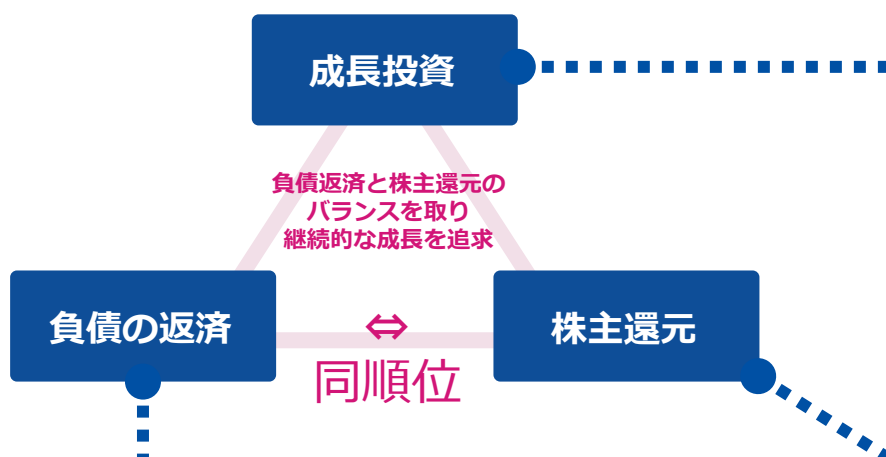 成長投資
負債返済と株主還元の
バランスを取り
継続的な成長を追求
負債の返済
⇔
株主還元
同順位